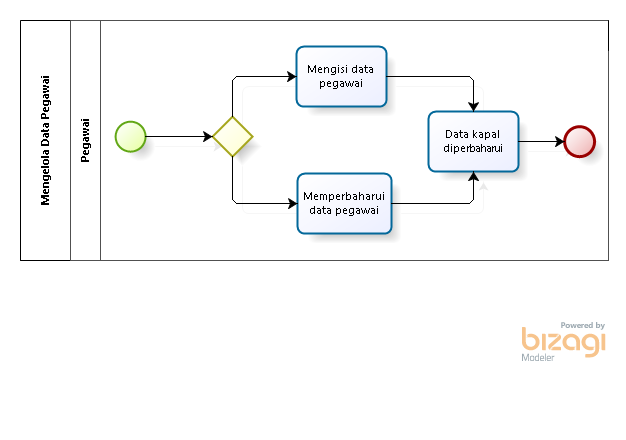 Mengelola Data Pegawai
Pegawai
Mengisi data
pegawai
Memperbaharui
data pegawai
Data kapal
diperbaharui
Powered by
bizagi
Modeler